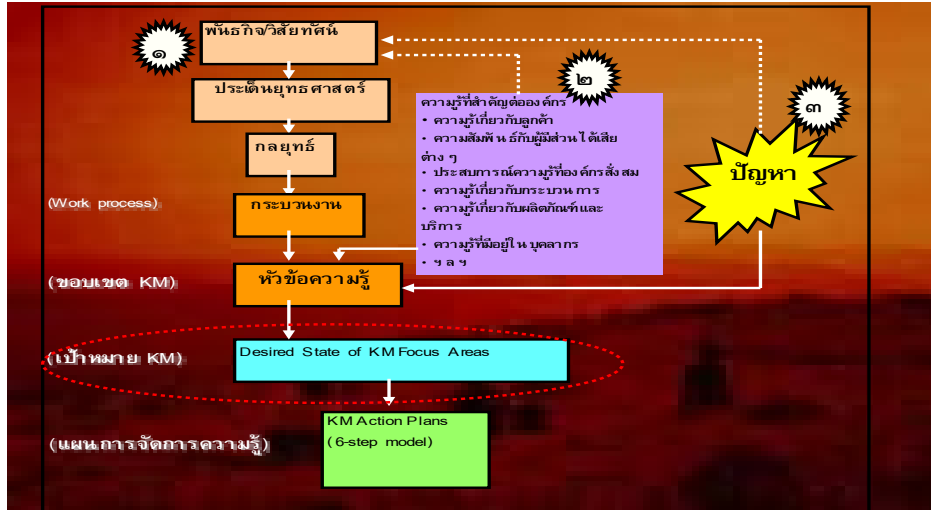 พันธกิจ/วิสัยทัศน์
๑
ประเด็นยุทธศาสตร์
๒
๓
ความรู้ที่สำคัญต่อองค์กร
• ความรู้เกี่ยวกับลูกค้า
• ความสัมพันธ์กับผู้มีส่วนได้เสีย
ต่าง ๆ
• ประสบการณ์ความรู้ที่องค์กรสั่งสม
• ความรู้เกี่ยวกับกระบวนการ
• ความรู้เกี่ยวกับผลิตภัณฑ์และ
บริการ
• ความรู้ที่มีอยู่ในบุคลากร
• ฯลฯ
ปัญหา
กลยุทธ์
(Work process)
กระบวนงาน
(ขอบเขต KM)
หัวข้อความรู้
(เป้าหมาย KM)
Desired State of KM Focus Areas
(แผนการจัดการความรู้)
KM Action Plans
(6-step model)